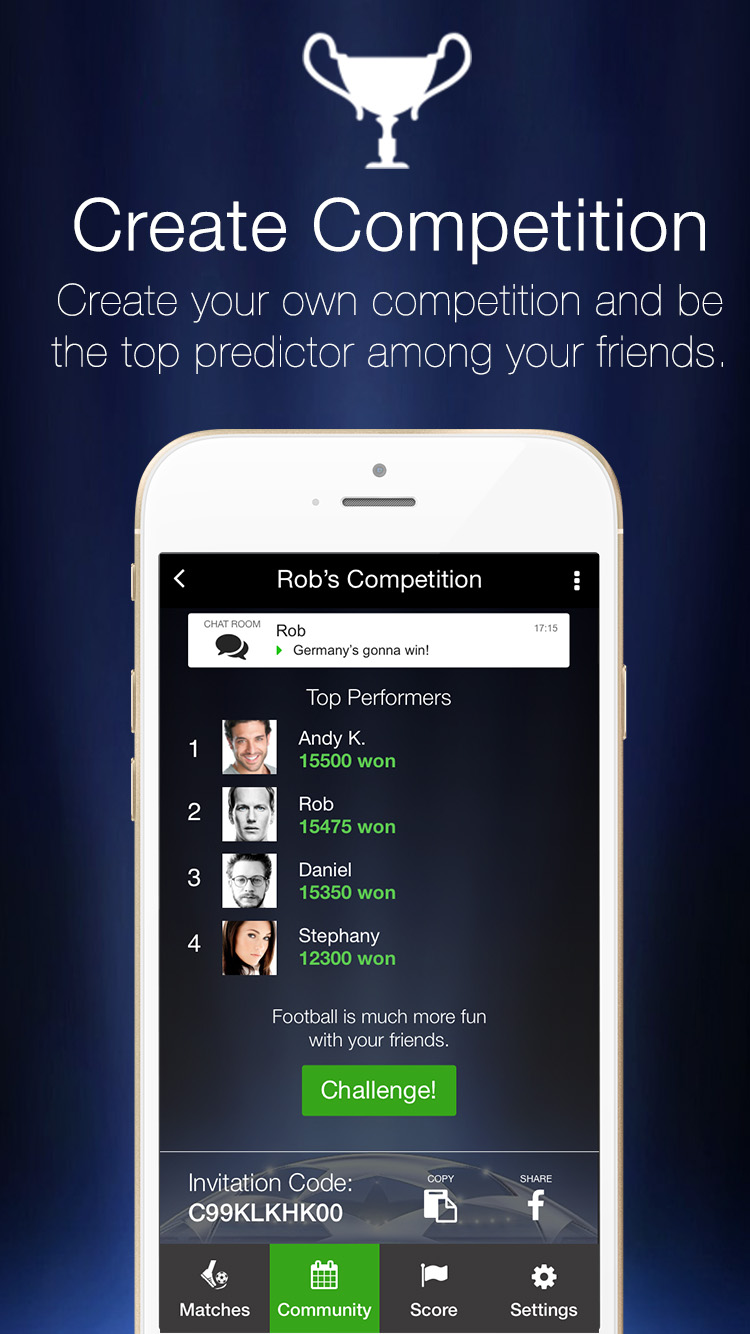 Create Competition
Create your own competition and be
the top predictor among your friends.
Rob's Competition
CHAT ROOM
Rob
17:15
Germany's gonna win!
Top Performers
1
Andy K.
15500 won
2
Rob
15475 won
3
Daniel
15350 won
4
Stephany
12300 won
Football is much more fun
with your friends.
Challenge!
Invitation Code:
C99KLKHK00
COPY
SHARE
Matches
Community
Score
Settings